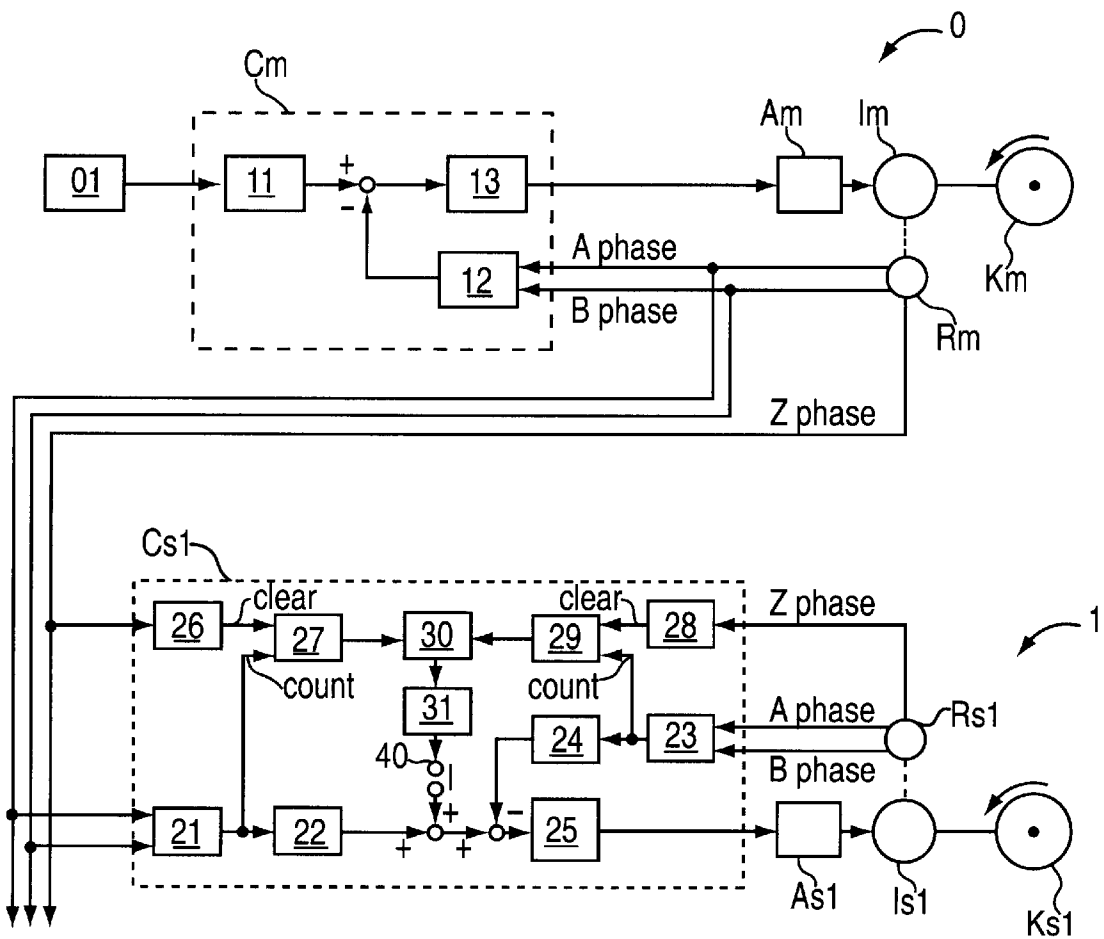 0
Cm
Am
Im
01
11
+
-
13
Km
12
A phase
B phase
Rm
Z phase
Cs1
26
clear
27
count
30
31
40
clear
28
29
count
24
23
Z phase
1
A phase
B phase
Rs1
21
22
+
+
+
-
25
As1
Is1
Ks1